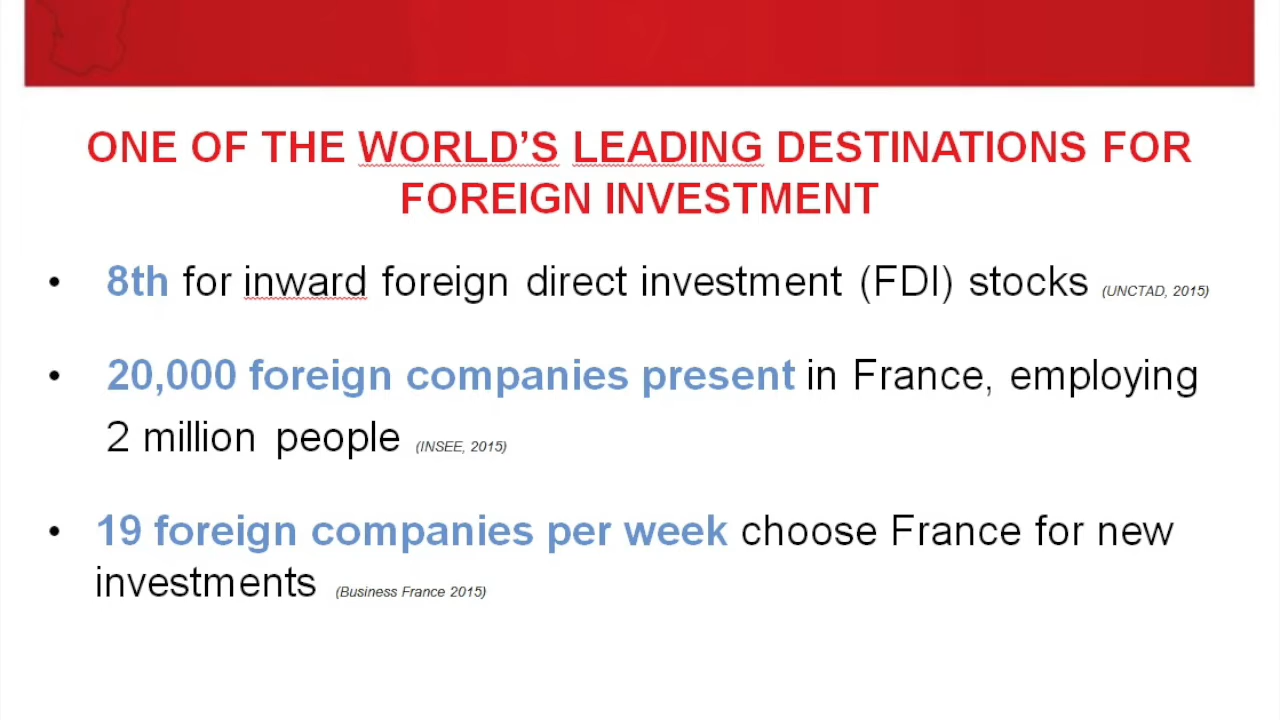 ONE OF THE WORLD’S LEADING DESTINATIONS FOR
FOREIGN INVESTMENT
• 8th for inward foreign direct investment (FDI) stocks (UNCTAD, 2015)
• 20,000 foreign companies present in France, employing
2 million people (INSEE, 2015)
• 19 foreign companies per week choose France for new
investments (Business France 2015)